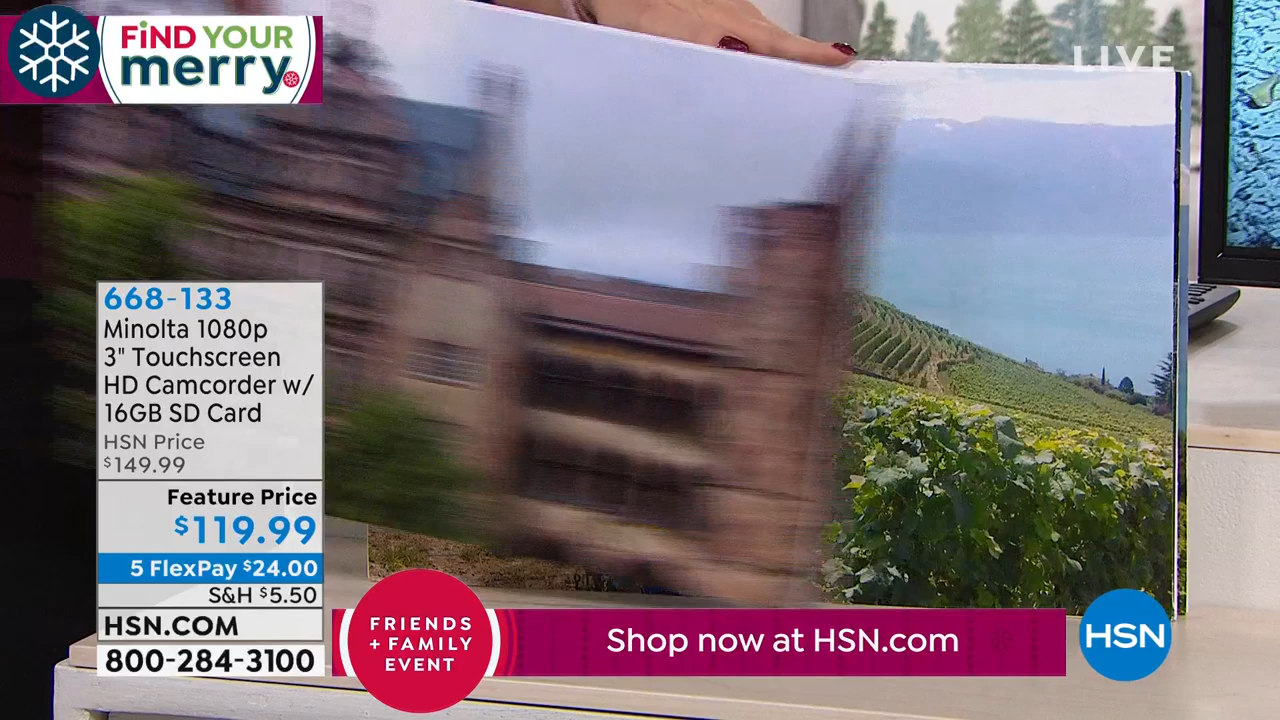 FiND YOUR
merry
LIVE
668-133
Minolta 1080p
3" Touchscreen
HD Camcorder w/
16GB SD Card
HSN Price
$149.99
Feature Price
$119.99
5 FlexPay $24.00
S&H $5.50
HSN.COM
800-284-3100
FRIENDS
+ FAMILY
EVENT
Shop now at HSN.com
HSN